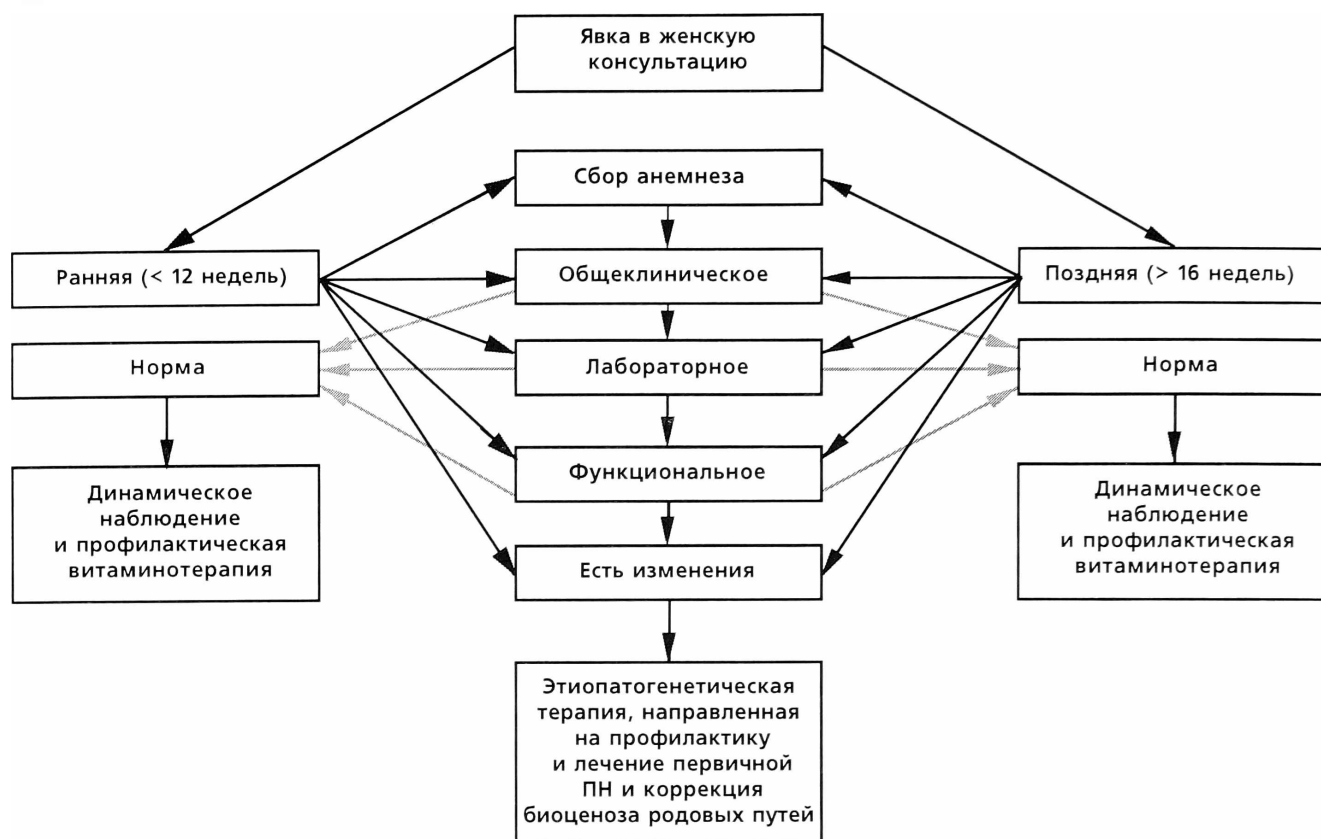 Явка в женскую
консультацию
Сбор анемнеза
Ранняя (< 12 недель)
Общеклиническое
Поздняя (> 16 недель)
Норма
Лабораторное
Норма
Функциональное
Динамическое
наблюдение
и профилактическая
витаминотерапия
Динамическое
наблюдение
и профилактическая
витаминотерапия
Есть изменения
Этиопатогенетическая
терапия, направленная
на профилактику
и лечение первичной
ПН и коррекция
биоценоза родовых путей